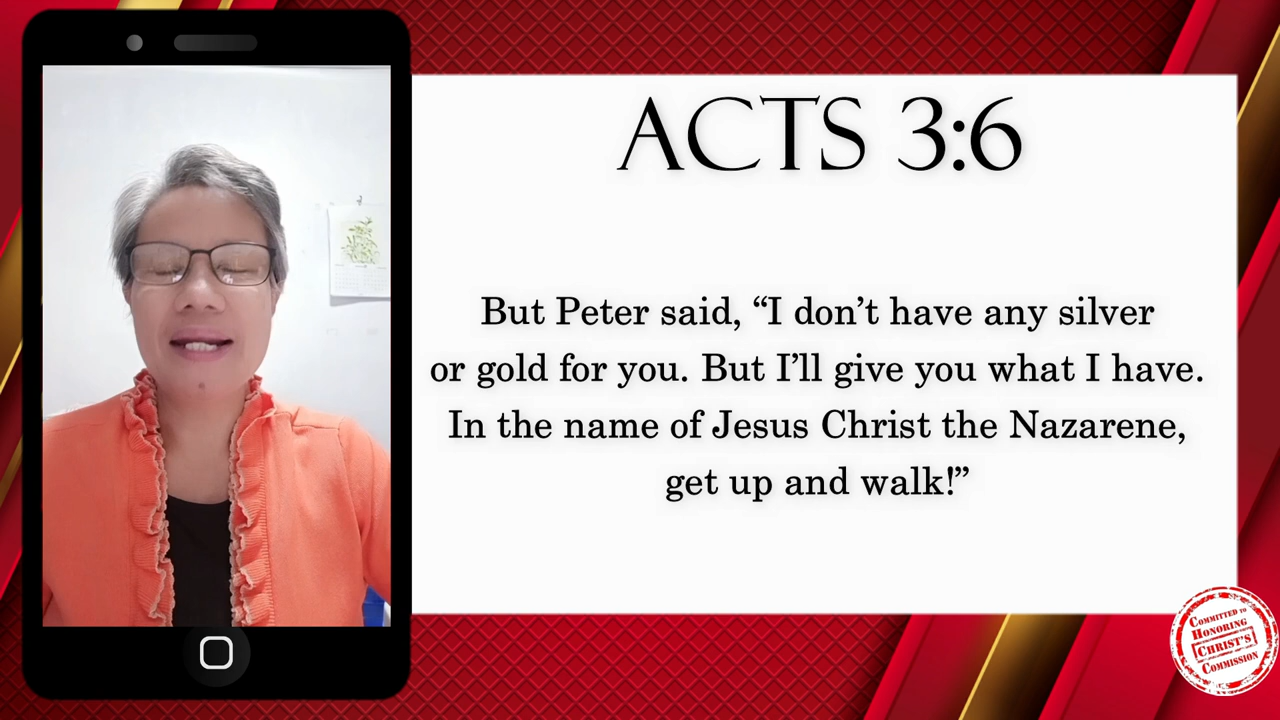 ACTS 3:6
But Peter said, “I don’t have any silver
or gold for you. But I’ll give you what I have.
In the name of Jesus Christ the Nazarene,
get up and walk!”
COMMITTED TO
HONORING
CHRIST'S
COMMISSION